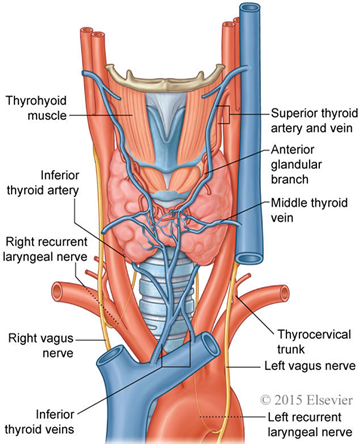 Thyrohyoid
muscle
Superior thyroid
artery and vein
Anterior
glandular
branch
Inferior
thyroid artery
Middle thyroid
vein
Right recurrent
laryngeal nerve
Right vagus
nerve
Thyrocervical
trunk
Left vagus nerve
© 2015 Elsevier
Inferior
thyroid veins
Left recurrent
laryngeal nerve